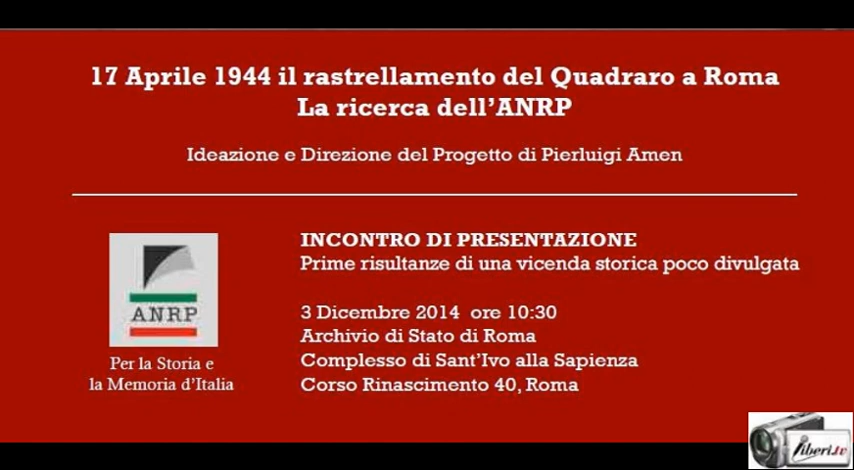 17 Aprile 1944 il rastrellamento del Quadraro a Roma
La ricerca dell'ANRP
Ideazione e Direzione del Progetto di Pierluigi Amen
INCONTRO DI PRESENTAZIONE
Prime risultanze di una vicenda storica poco divulgata
3 Dicembre 2014 ore 10:30
Archivio di Stato di Roma
Complesso di Sant'Ivo alla Sapienza
Corso Rinascimento 40, Roma
ANRP
Per la Storia e
la Memoria d'Italia
liberi.tv